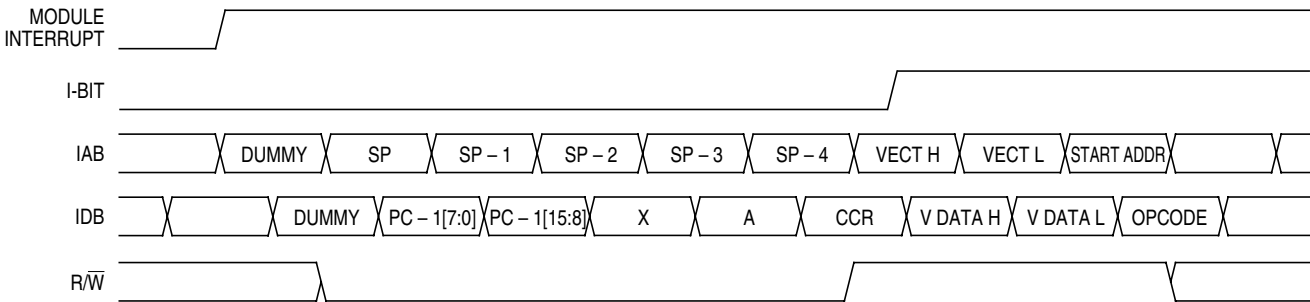 MODULE
INTERRUPT
I-BIT
IAB DUMMY SP SP – 1 SP – 2 SP – 3 SP – 4 VECT H VECT L START ADDR
IDB DUMMY PC – 1[7:0] PC – 1[15:8] X A CCR V DATA H V DATA L OPCODE
R/W̅